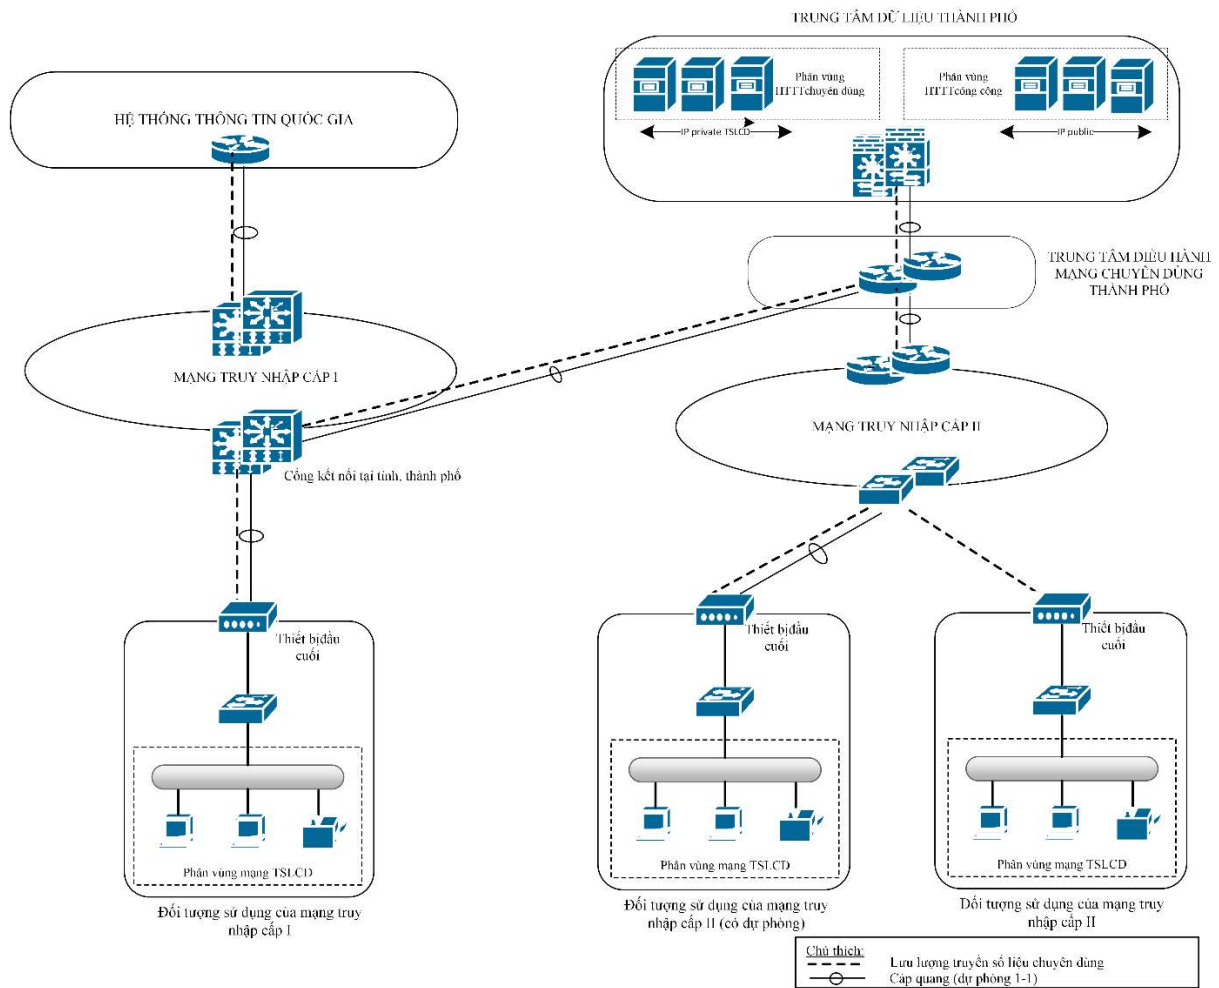 TRUNG TÂM DỮ LIỆU THÀNH PHỐ
Phân vùng
HTTTchuyên dùng
Phân vùng
HTTTcông cộng
IP private TSLCD
IP public
HỆ THỐNG THÔNG TIN QUỐC GIA
TRUNG TÂM ĐIỀU HÀNH
MẠNG CHUYÊN DÙNG
THÀNH PHỐ
MẠNG TRUY NHẬP CẤP I
MẠNG TRUY NHẬP CẤP II
Cổng kết nối tại tỉnh, thành phố
Thiết bịđầu
cuối
Thiết bịđầu
cuối
Thiết bịđầu
cuối
Phân vùng mạng TSLCD
Phân vùng mạng TSLCD
Phân vùng mạng TSLCD
Đối tượng sử dụng của mạng truy
nhập cấp I
Đối tượng sử dụng của mạng truy
nhập cấp II (có dự phòng)
Đối tượng sử dụng của mạng truy
nhập cấp II
Chú thích:
Lưu lượng truyền số liệu chuyên dùng
Cáp quang (dự phòng 1-1)